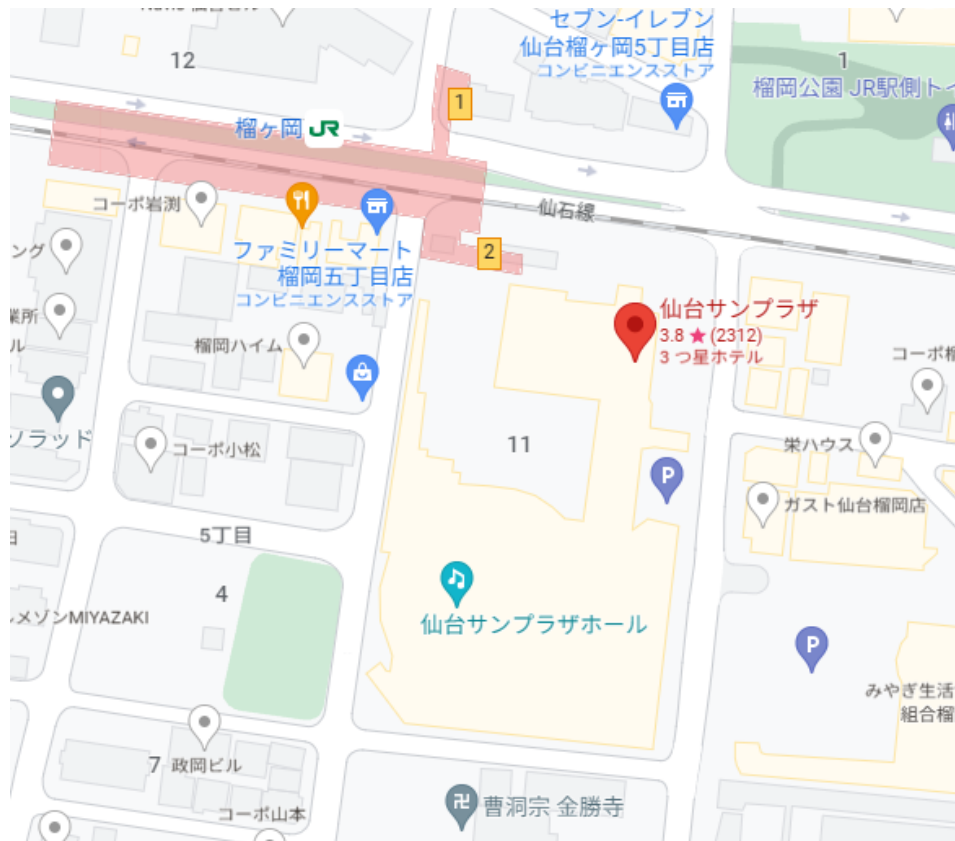 セブン-イレブン
仙台榴ヶ岡5丁目店
コンビニエンスストア
12
1
1
榴岡公園 JR駅側トイ
榴ヶ岡 JR
コーポ岩渕
仙石線
ファミリーマート
榴岡五丁目店
コンビニエンスストア
2
ング
業所
ル
仙台サンプラザ
3.8 ★ (2312)
3 つ星ホテル
榴岡ハイム
コーポ榴
ソラッド
コーポ小松
11
栄ハウス
P
ガスト仙台榴岡店
5丁目
4
メゾンMIYAZAKI
仙台サンプラザホール
P
みやぎ生活
組合榴
7
政岡ビル
コーポ山本
曹洞宗 金勝寺